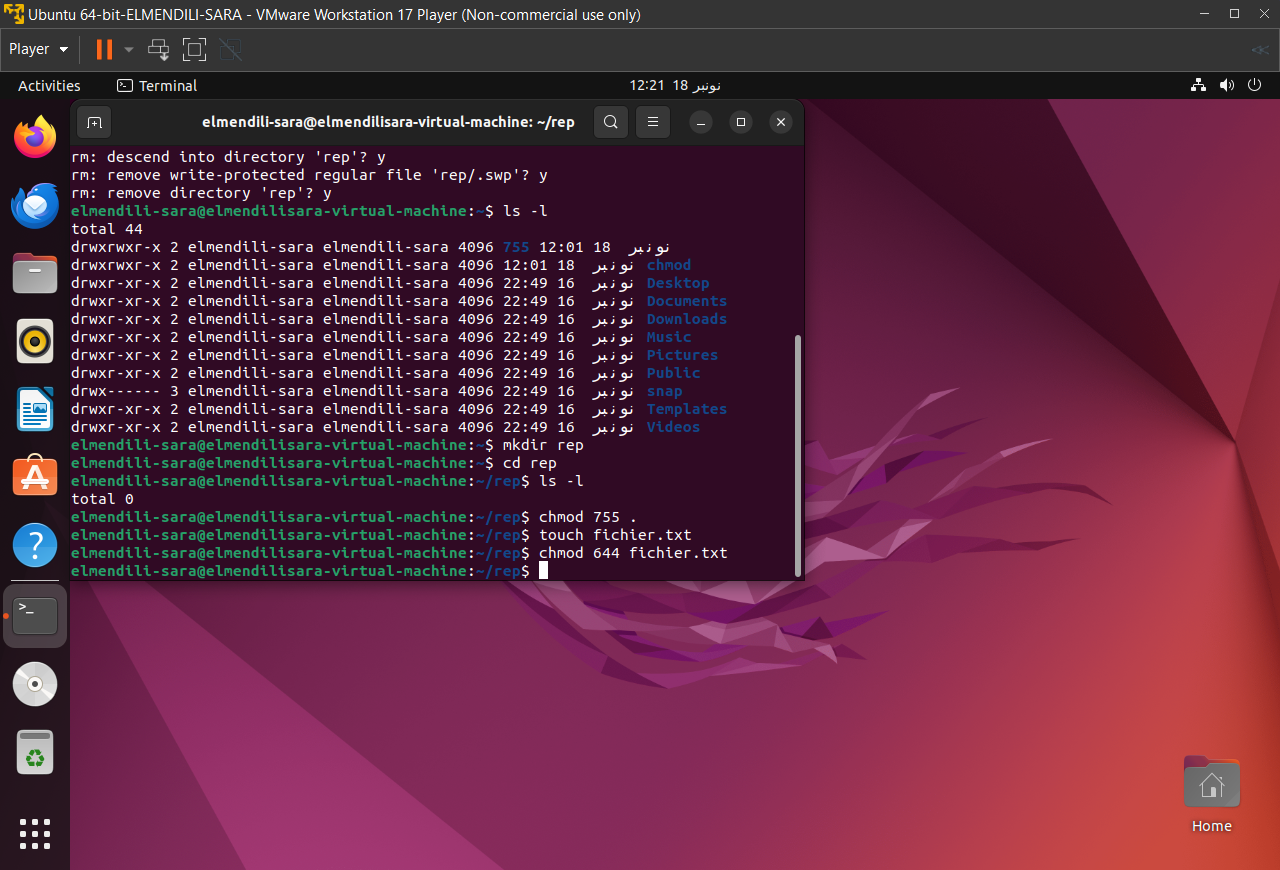 Ubuntu 64-bit-ELMENDILI-SARA - VMware Workstation 17 Player (Non-commercial use only)
Player
Activities
Terminal
12:21 18 نونبر
elmendili-sara@elmendilisara-virtual-machine: ~/rep
rm: descend into directory 'rep'? y
rm: remove write-protected regular file 'rep/.swp'? y
rm: remove directory 'rep'? y
elmendili-sara@elmendilisara-virtual-machine:~$ ls -l
total 44
drwxrwxr-x 2 elmendili-sara elmendili-sara 4096 755 12:01 18 نونبر
drwxrwxr-x 2 elmendili-sara elmendili-sara 4096 12:01 18 نونبر chmod
drwxr-xr-x 2 elmendili-sara elmendili-sara 4096 22:49 16 نونبر Desktop
drwxr-xr-x 2 elmendili-sara elmendili-sara 4096 22:49 16 نونبر Documents
drwxr-xr-x 2 elmendili-sara elmendili-sara 4096 22:49 16 نونبر Downloads
drwxr-xr-x 2 elmendili-sara elmendili-sara 4096 22:49 16 نونبر Music
drwxr-xr-x 2 elmendili-sara elmendili-sara 4096 22:49 16 نونبر Pictures
drwxr-xr-x 2 elmendili-sara elmendili-sara 4096 22:49 16 نونبر Public
drwx------ 3 elmendili-sara elmendili-sara 4096 22:49 16 نونبر snap
drwxr-xr-x 2 elmendili-sara elmendili-sara 4096 22:49 16 نونبر Templates
drwxr-xr-x 2 elmendili-sara elmendili-sara 4096 22:49 16 نونبر Videos
elmendili-sara@elmendilisara-virtual-machine:~$ mkdir rep
elmendili-sara@elmendilisara-virtual-machine:~$ cd rep
elmendili-sara@elmendilisara-virtual-machine:~/rep$ ls -l
total 0
elmendili-sara@elmendilisara-virtual-machine:~/rep$ chmod 755 .
elmendili-sara@elmendilisara-virtual-machine:~/rep$ touch fichier.txt
elmendili-sara@elmendilisara-virtual-machine:~/rep$ chmod 644 fichier.txt
elmendili-sara@elmendilisara-virtual-machine:~/rep$
Home